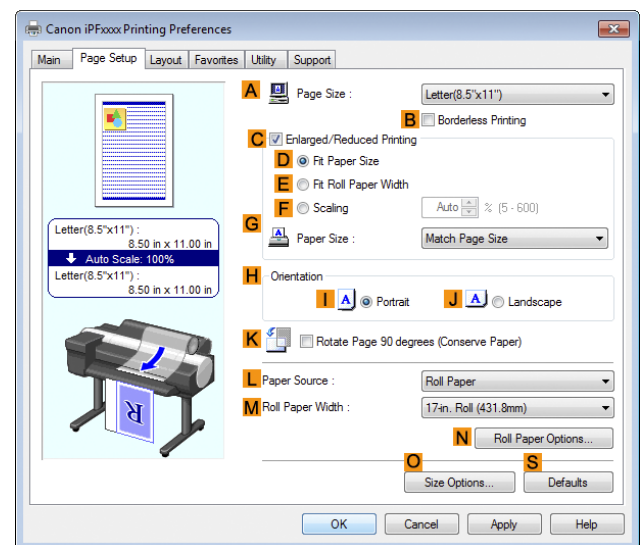 Canon iPFxxxx Printing Preferences
Main Page Setup Layout Favorites Utility Support
A Page Size : Letter(8.5"x11")
B Borderless Printing
C Enlarged/Reduced Printing
D Fit Paper Size
E Fit Roll Paper Width
F Scaling Auto % (5 - 600)
G Paper Size : Match Page Size
Letter(8.5"x11") :
8.50 in x 11.00 in
Auto Scale: 100%
Letter(8.5"x11") :
8.50 in x 11.00 in
H Orientation
I A Portrait J A Landscape
K Rotate Page 90 degrees (Conserve Paper)
L Paper Source : Roll Paper
M Roll Paper Width : 17-in. Roll (431.8mm)
R
N Roll Paper Options...
O S
Size Options... Defaults
OK Cancel Apply Help